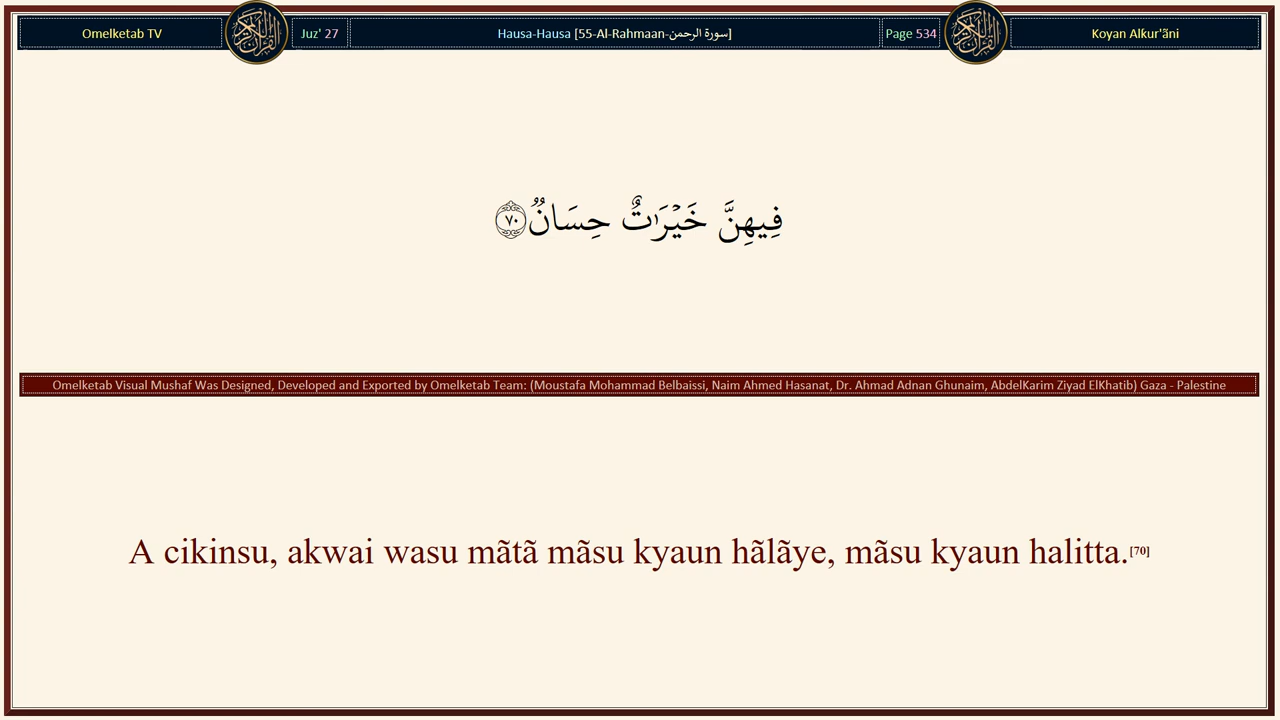 Omelketab TV
Juz' 27
Hausa-Hausa [55-Al-Rahmaan-سورة الرحمن]
Page 534
Koyan Alƙur'ãni
فِيهِنَّ خَيْرَٰتٌ حِسَانٌ ٧٠
Omelketab Visual Mushaf Was Designed, Developed and Exported by Omelketab Team: (Moustafa Mohammad Belbaissi, Naim Ahmed Hasanat, Dr. Ahmad Adnan Ghunaim, AbdelKarim Ziyad ElKhatib) Gaza - Palestine
A cikinsu, akwai wasu mãtã mãsu kyaun hãlãye, mãsu kyaun halitta.[70]